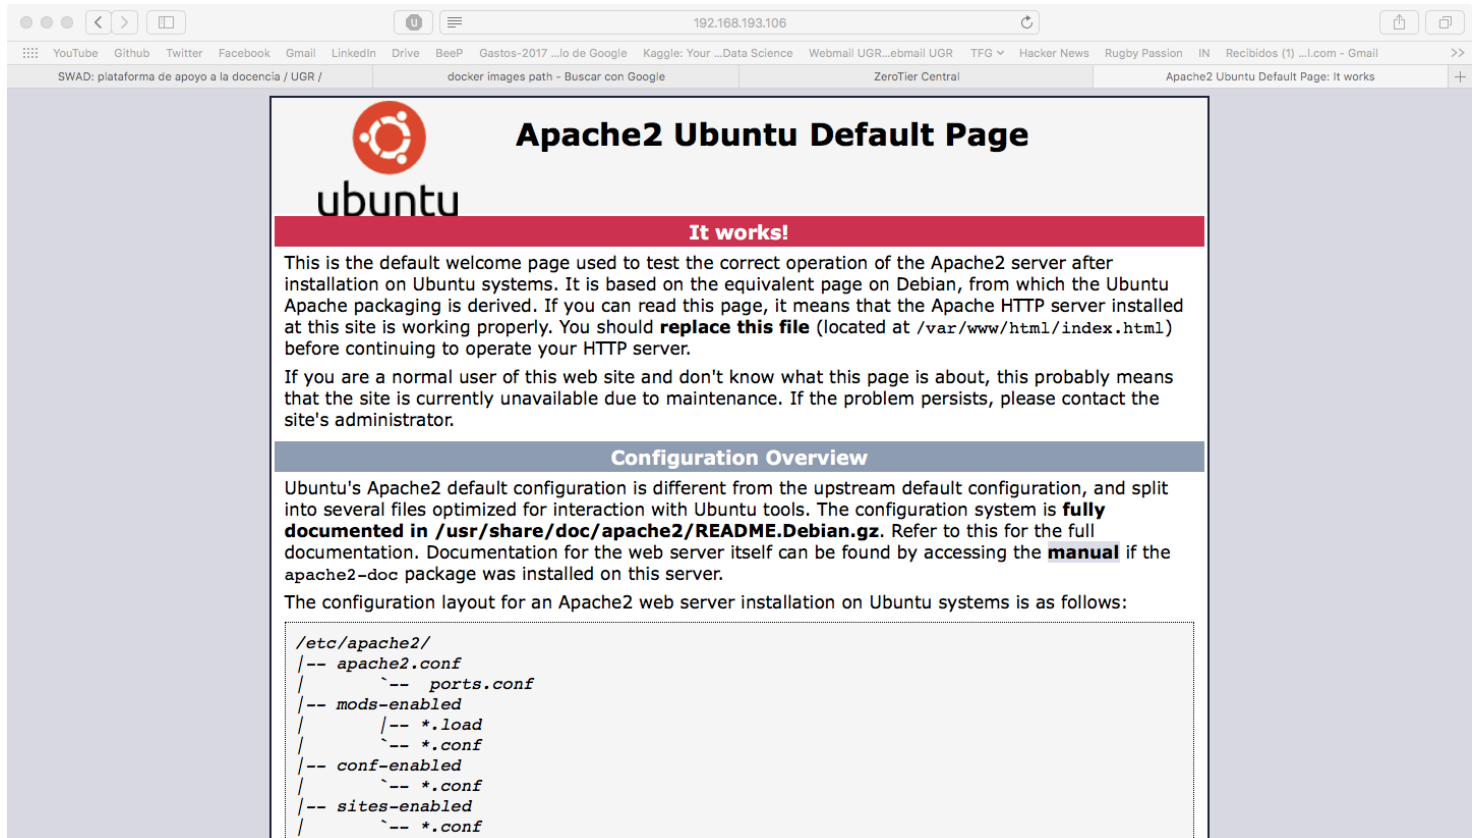 192.168.193.106
YouTube Github Twitter Facebook Gmail LinkedIn Drive BeeP Gastos-2017 ...lo de Google Kaggle: Your ...Data Science Webmail UGR...ebmail UGR TFG Hacker News Rugby Passion IN Recibidos (1) ...l.com - Gmail >>
SWAD: plataforma de apoyo a la docencia / UGR / docker images path - Buscar con Google ZeroTier Central Apache2 Ubuntu Default Page: It works +
ubuntu
Apache2 Ubuntu Default Page
It works!
This is the default welcome page used to test the correct operation of the Apache2 server after
installation on Ubuntu systems. It is based on the equivalent page on Debian, from which the Ubuntu
Apache packaging is derived. If you can read this page, it means that the Apache HTTP server installed
at this site is working properly. You should replace this file (located at /var/www/html/index.html)
before continuing to operate your HTTP server.
If you are a normal user of this web site and don't know what this page is about, this probably means
that the site is currently unavailable due to maintenance. If the problem persists, please contact the
site's administrator.
Configuration Overview
Ubuntu's Apache2 default configuration is different from the upstream default configuration, and split
into several files optimized for interaction with Ubuntu tools. The configuration system is fully
documented in /usr/share/doc/apache2/README.Debian.gz. Refer to this for the full
documentation. Documentation for the web server itself can be found by accessing the manual if the
apache2-doc package was installed on this server.
The configuration layout for an Apache2 web server installation on Ubuntu systems is as follows:
/etc/apache2/
|-- apache2.conf
|       `--  ports.conf
|-- mods-enabled
|       |-- *.load
|       `-- *.conf
|-- conf-enabled
|       `-- *.conf
|-- sites-enabled
|       `-- *.conf